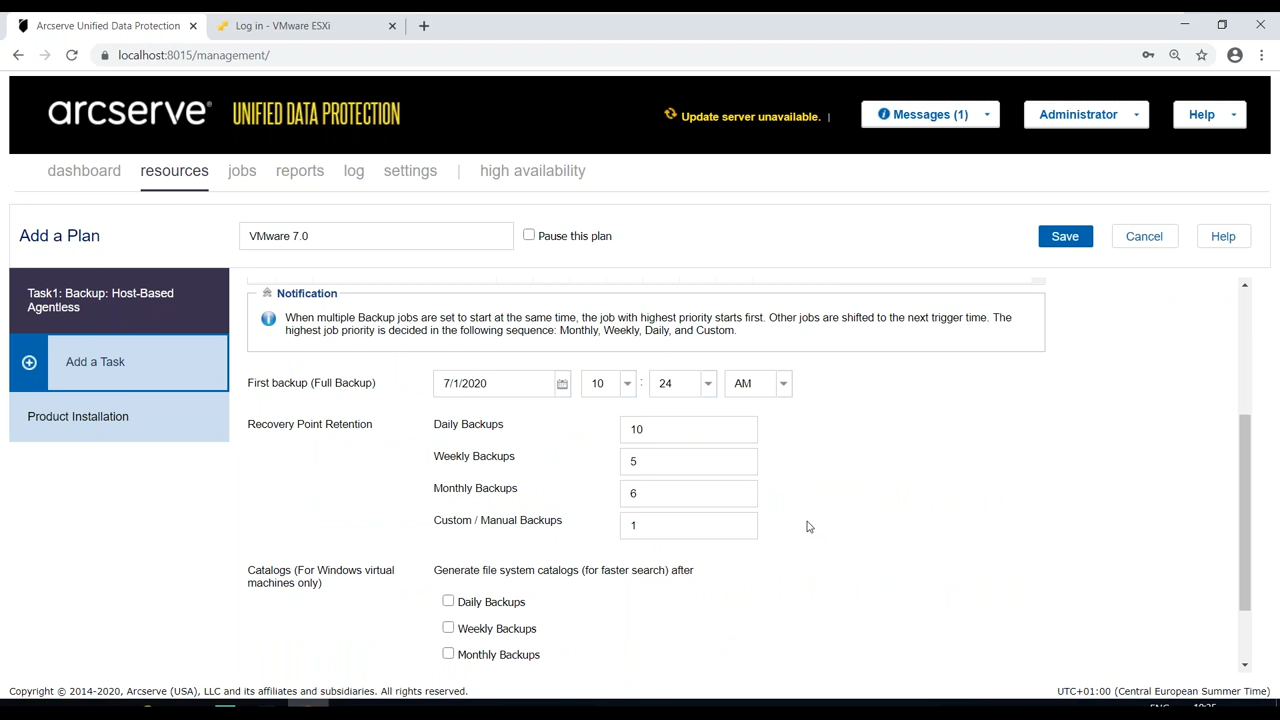 Arcserve Unified Data Protection
Log in - VMware ESXi
localhost:8015/management/
arcserve® UNIFIED DATA PROTECTION
Update server unavailable. |
Messages (1)
Administrator
Help
dashboard resources jobs reports log settings | high availability
Add a Plan
VMware 7.0
Pause this plan
Save
Cancel
Help
Task1: Backup: Host-Based
Agentless
Add a Task
Product Installation
Notification
When multiple Backup jobs are set to start at the same time, the job with highest priority starts first. Other jobs are shifted to the next trigger time. The
highest job priority is decided in the following sequence: Monthly, Weekly, Daily, and Custom.
First backup (Full Backup) 7/1/2020 10 : 24 AM
Recovery Point Retention Daily Backups 10
Weekly Backups 5
Monthly Backups 6
Custom / Manual Backups 1
Catalogs (For Windows virtual
machines only)
Generate file system catalogs (for faster search) after
Daily Backups
Weekly Backups
Monthly Backups
Copyright © 2014-2020, Arcserve (USA), LLC and its affiliates and subsidiaries. All rights reserved.
UTC+01:00 (Central European Summer Time)